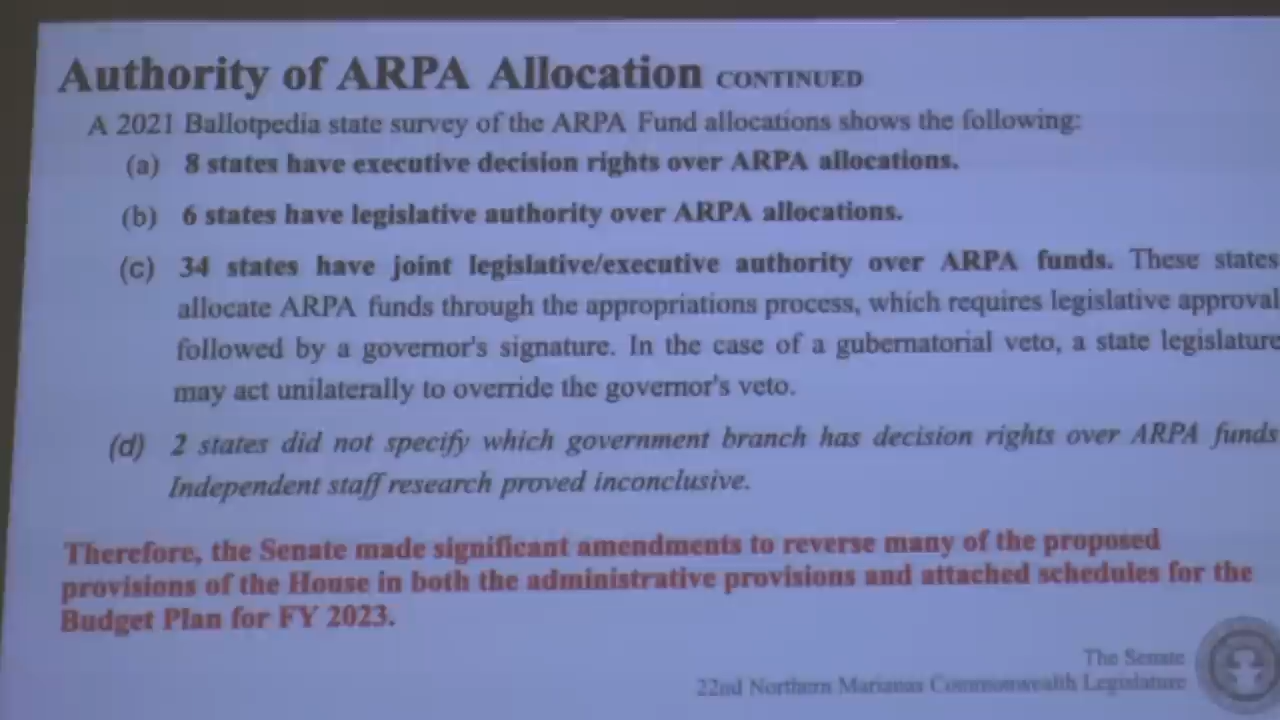 Authority of ARPA Allocation CONTINUED
A 2021 Ballotpedia state survey of the ARPA Fund allocations shows the following:
(a) 8 states have executive decision rights over ARPA allocations.
(b) 6 states have legislative authority over ARPA allocations.
(c) 34 states have joint legislative/executive authority over ARPA funds. These states
allocate ARPA funds through the appropriations process, which requires legislative approval
followed by a governor's signature. In the case of a gubernatorial veto, a state legislature
may act unilaterally to override the governor's veto.
(d) 2 states did not specify which government branch has decision rights over ARPA funds
Independent staff research proved inconclusive.
Therefore, the Senate made significant amendments to reverse many of the proposed
provisions of the House in both the administrative provisions and attached schedules for the
Budget Plan for FY 2023.
The Senate
22nd Northern Marianas Commonwealth Legislature